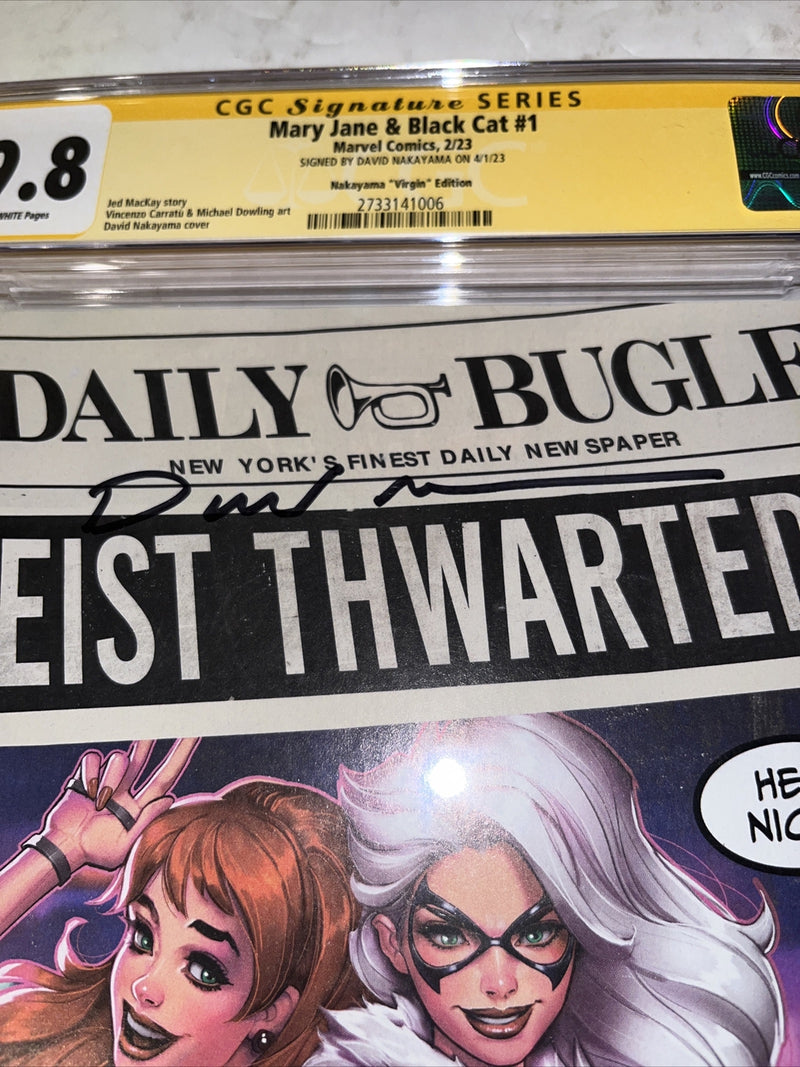 CGC Signature SERIES
Mary Jane & Black Cat #1
Marvel Comics, 2/23
SIGNED BY DAVID NAKAYAMA ON 4/1/23
Nakayama "Virgin" Edition
2733141006
9.8
WHITE Pages
Jed MacKay story
Vincenzo Carratù & Michael Dowling art
David Nakayama cover
www.CGCcomics.com
DAILY BUGLE
NEW YORK'S FINEST DAILY NEWSPAPER
EIST THWARTED
HE
NIC